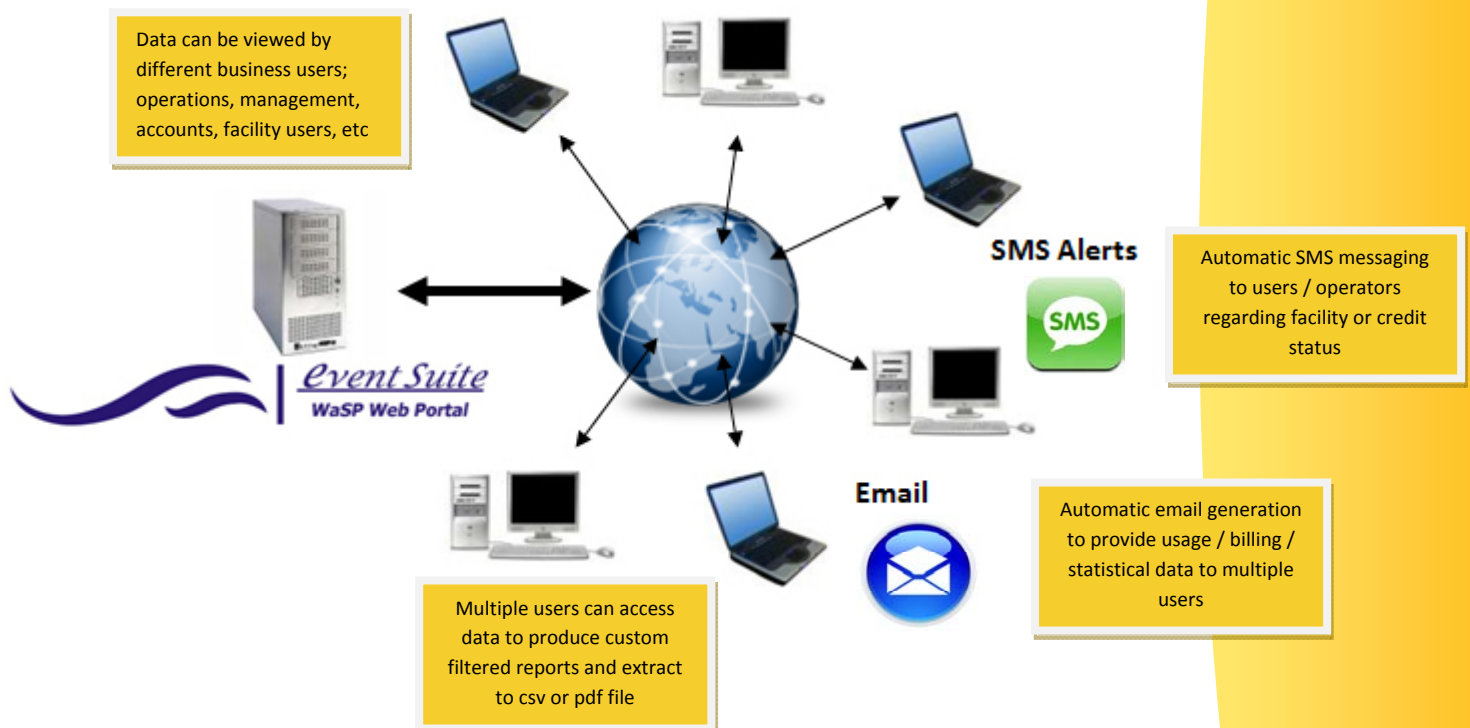 Data can be viewed by
different business users;
operations, management,
accounts, facility users, etc
SMS Alerts
SMS
Automatic SMS messaging
to users / operators
regarding facility or credit
status
Event Suite
WaSP Web Portal
Email
Automatic email generation
to provide usage / billing /
statistical data to multiple
users
Multiple users can access
data to produce custom
filtered reports and extract
to csv or pdf file